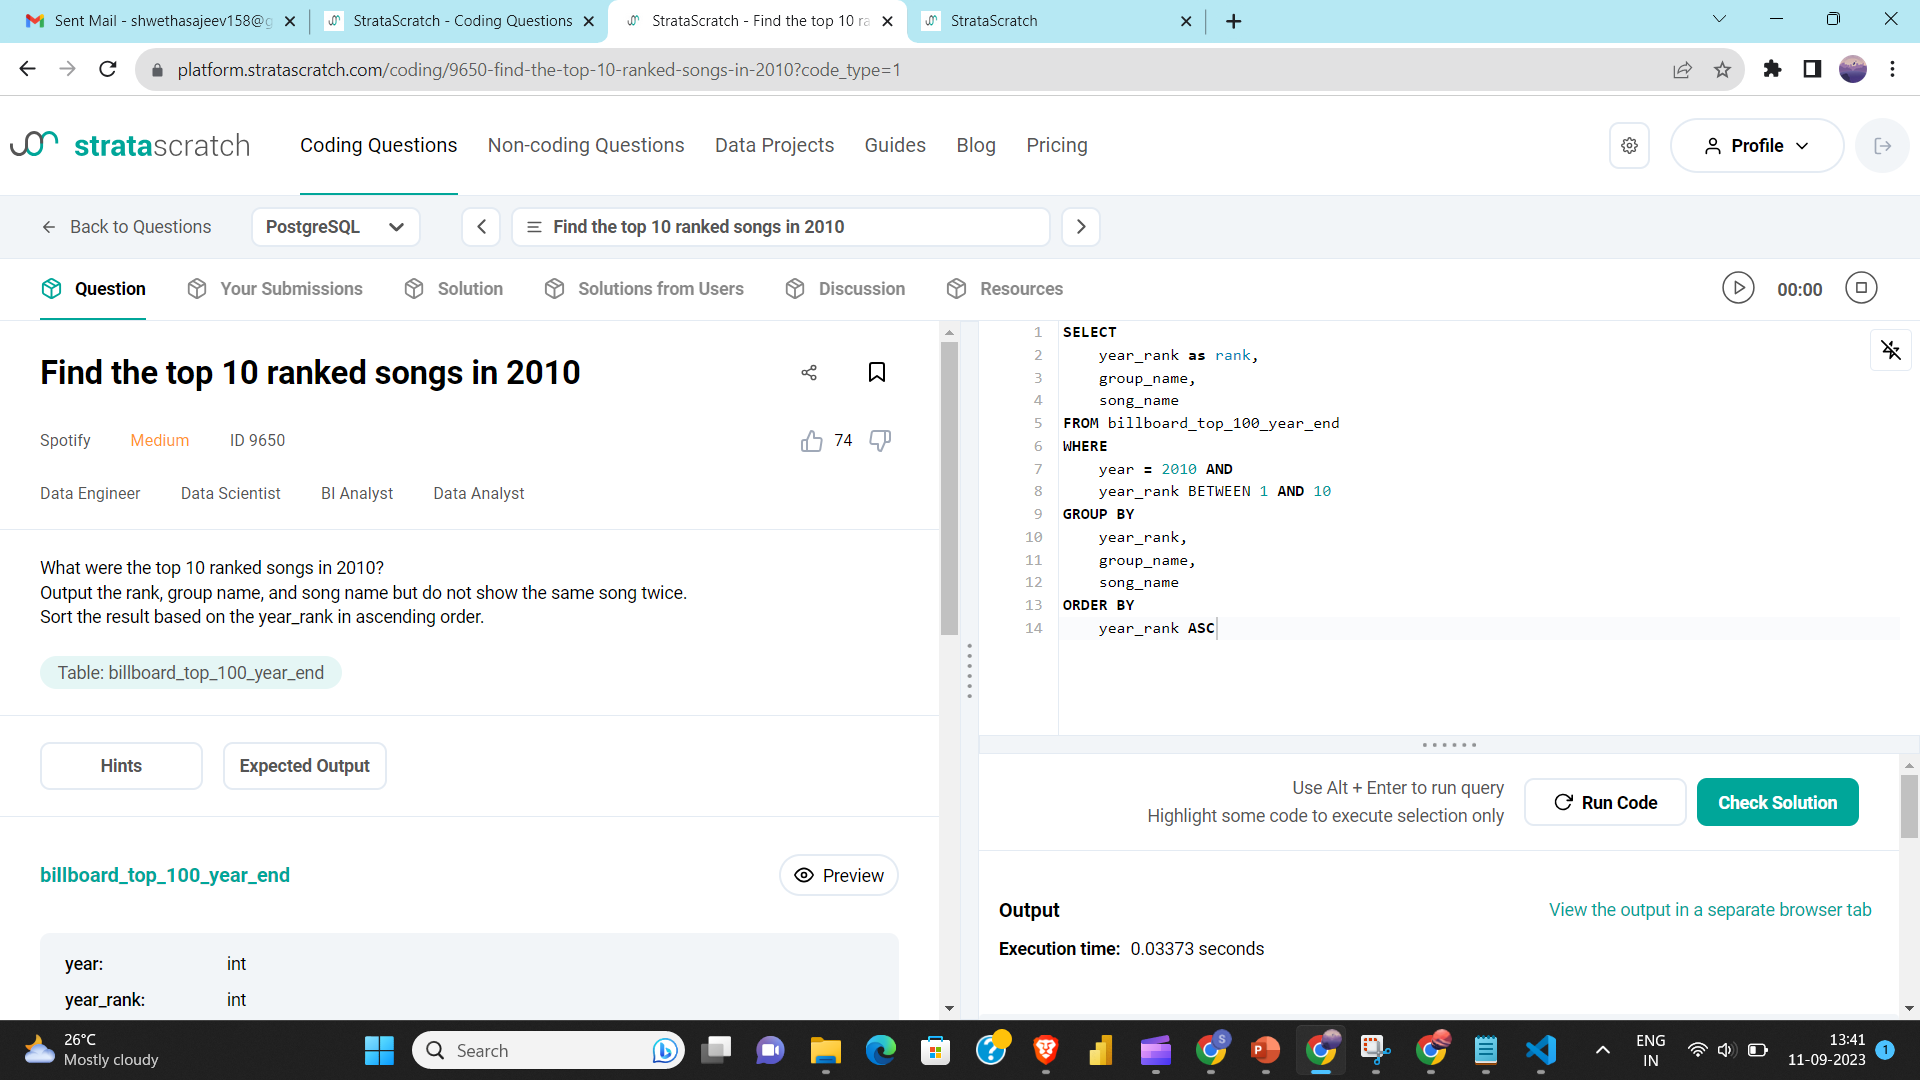 Sent Mail - shwethasajeev158@g
StrataScratch - Coding Questions
StrataScratch - Find the top 10 ra
StrataScratch
platform.stratascratch.com/coding/9650-find-the-top-10-ranked-songs-in-2010?code_type=1
stratascratch
Coding Questions
Non-coding Questions
Data Projects
Guides
Blog
Pricing
Profile
Back to Questions
PostgreSQL
Find the top 10 ranked songs in 2010
Question
Your Submissions
Solution
Solutions from Users
Discussion
Resources
00:00
Find the top 10 ranked songs in 2010
Spotify
Medium
ID 9650
74
Data Engineer
Data Scientist
BI Analyst
Data Analyst
What were the top 10 ranked songs in 2010?
Output the rank, group name, and song name but do not show the same song twice.
Sort the result based on the year_rank in ascending order.
Table: billboard_top_100_year_end
Hints
Expected Output
billboard_top_100_year_end
Preview
year: int
year_rank: int
1 SELECT
2 year_rank as rank,
3 group_name,
4 song_name
5 FROM billboard_top_100_year_end
6 WHERE
7 year = 2010 AND
8 year_rank BETWEEN 1 AND 10
9 GROUP BY
10 year_rank,
11 group_name,
12 song_name
13 ORDER BY
14 year_rank ASC
Use Alt + Enter to run query
Highlight some code to execute selection only
Run Code
Check Solution
Output
View the output in a separate browser tab
Execution time: 0.03373 seconds
26°C
Mostly cloudy
Search
S
P
ENG
IN
13:41
11-09-2023
1